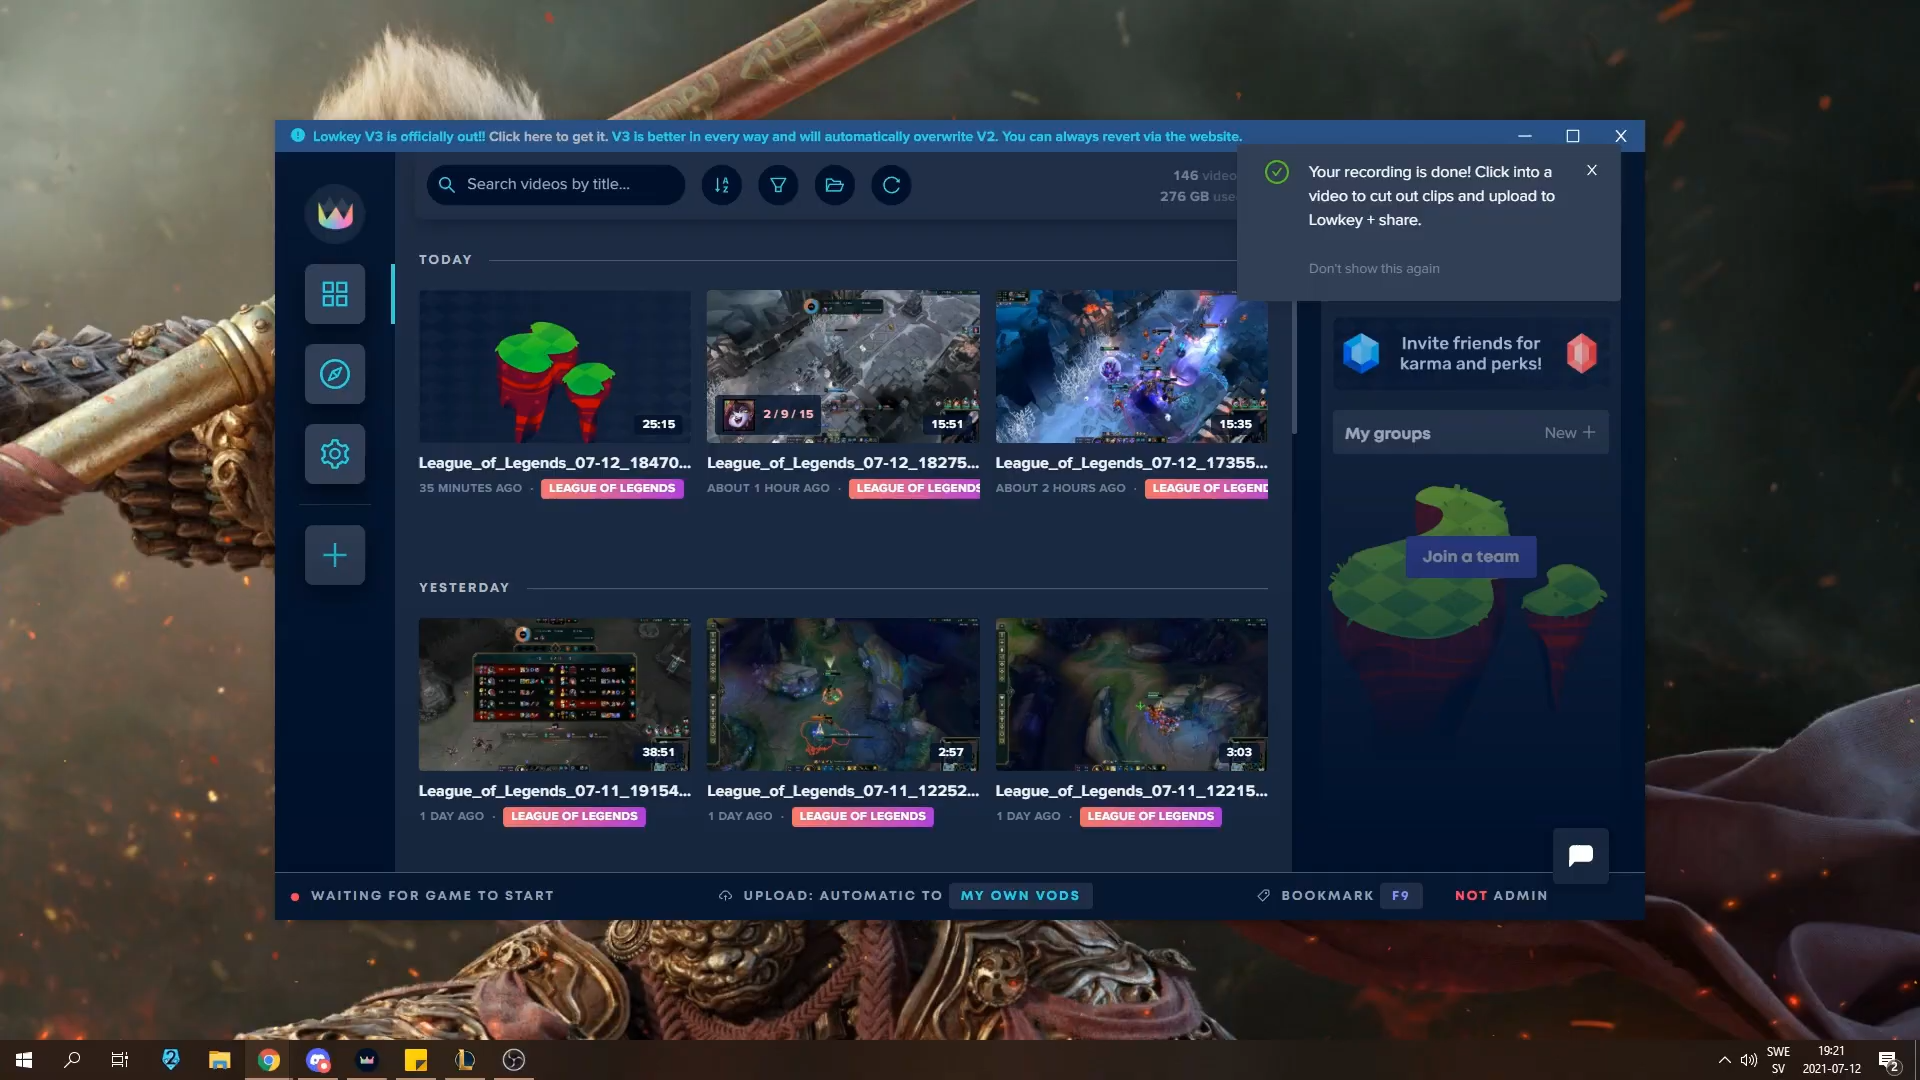 Lowkey V3 is officially out!! Click here to get it. V3 is better in every way and will automatically overwrite V2. You can always revert via the website.
Search videos by title...
146
276 GB
Your recording is done! Click into a
video to cut out clips and upload to
Lowkey + share.
Don't show this again
TODAY
25:15
2 / 9 / 15
15:51
15:35
League_of_Legends_07-12_18470...
League_of_Legends_07-12_18275...
League_of_Legends_07-12_17355...
35 MINUTES AGO · LEAGUE OF LEGENDS
ABOUT 1 HOUR AGO · LEAGUE OF LEGENDS
ABOUT 2 HOURS AGO · LEAGUE OF LEGEND
Invite friends for
karma and perks!
My groups
New +
Join a team
YESTERDAY
38:51
2:57
3:03
League_of_Legends_07-11_19154...
League_of_Legends_07-11_12252...
League_of_Legends_07-11_12215...
1 DAY AGO · LEAGUE OF LEGENDS
1 DAY AGO · LEAGUE OF LEGENDS
1 DAY AGO · LEAGUE OF LEGENDS
WAITING FOR GAME TO START
UPLOAD: AUTOMATIC TO MY OWN VODS
BOOKMARK F9
NOT ADMIN
SWE
SV
19:21
2021-07-12
2